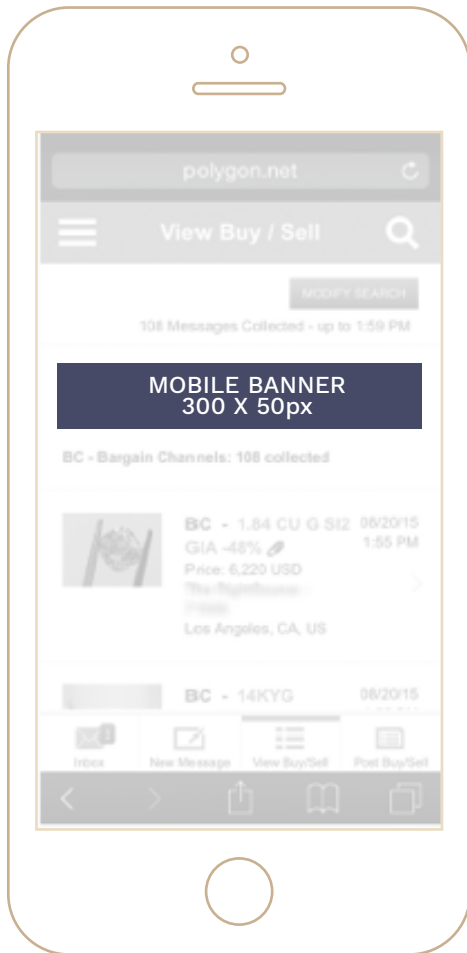 polygon.net
View Buy / Sell
MODIFY SEARCH
108 Messages Collected - up to 1:59 PM
MOBILE BANNER
300 X 50px
BC - Bargain Channels: 108 collected
BC - 1.84 CU G SI2 08/20/15
GIA -48% 1:55 PM
Price: 6,220 USD
Los Angeles, CA, US
BC - 14KYG 08/20/15
Inbox New Message View Buy/Sell Post Buy/Sell